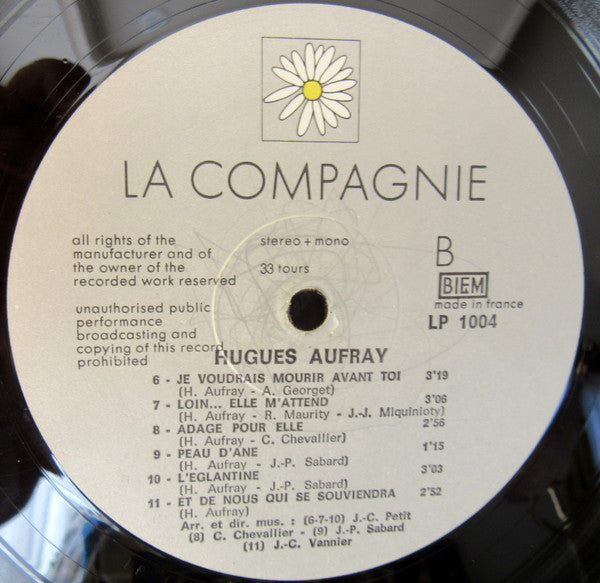 LA COMPAGNIE
all rights of the
manufacturer and of
the owner of the
recorded work reserved
unauthorised public
performance
broadcasting and
copying of this record
prohibited
stereo + mono
33 tours
B
BIEM
made in france
LP 1004
HUGUES AUFRAY
6 - JE VOUDRAIS MOURIR AVANT TOI 3'19
(H. Aufray - A. Georget)
7 - LOIN... ELLE M'ATTEND 3'06
(H. Aufray - R. Maurity - J.-J. Miquinioty)
8 - ADAGE POUR ELLE 2'56
(H. Aufray - C. Chevallier)
9 - PEAU D'ANE 1'15
(H. Aufray - J.-P. Sabard)
10 - L'EGLANTINE 3'03
(H. Aufray - J.-P. Sabard)
11 - ET DE NOUS QUI SE SOUVIENDRA 2'52
(H. Aufray)
Arr. et dir. mus. : (6-7-10) J.-C. Petit
(8) C. Chevallier - (9) J.-P. Sabard
(11) J.-C. Vannier